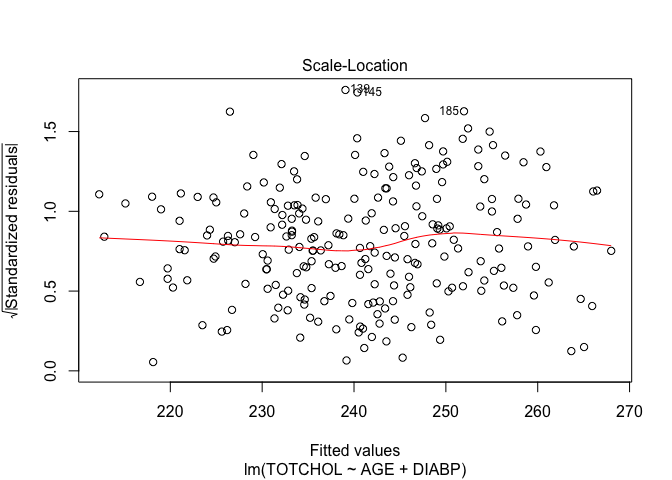 Scale-Location
√|Standardized residuals|
1.5
1.0
0.5
0.0
139
145
185
220 230 240 250 260 270
Fitted values
lm(TOTCHOL ~ AGE + DIABP)